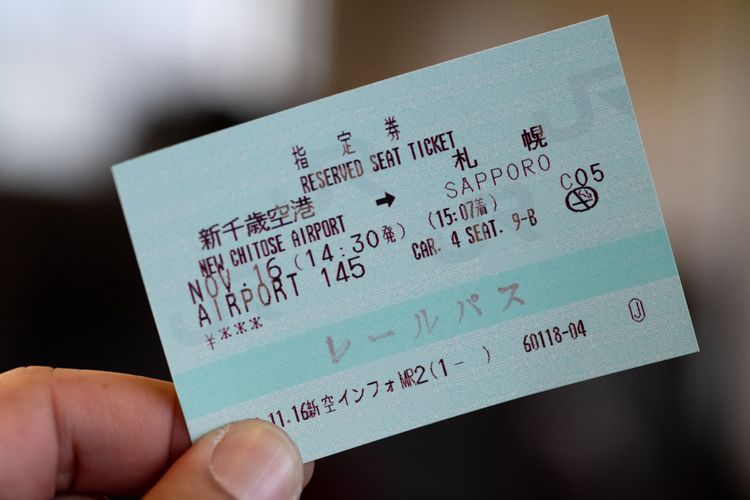 指 定 券
RESERVED SEAT TICKET
新千歳空港 ➡ 札 幌
NEW CHITOSE AIRPORT SAPPORO
NOV.16 (14:30発) (15:07着) C05
AIRPORT 145 CAR. 4 SEAT. 9-B
¥***
レールパス
11.16新空インフォMR2(1- ) 60118-04 J